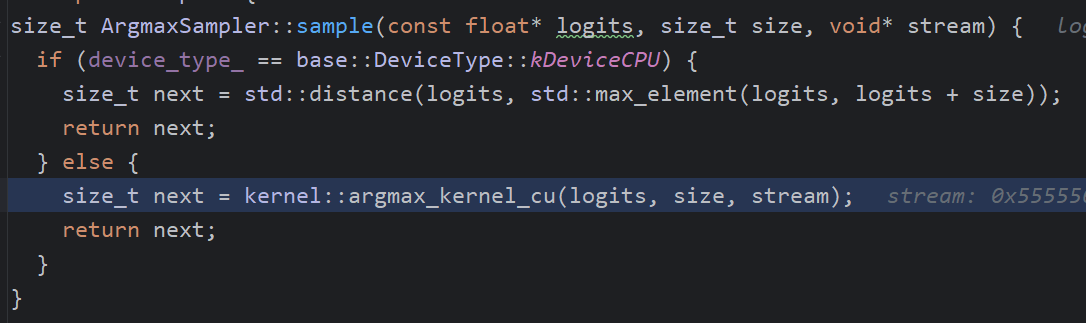 size_t ArgmaxSampler::sample(const float* logits, size_t size, void* stream) {
  if (device_type_ == base::DeviceType::kDeviceCPU) {
    size_t next = std::distance(logits, std::max_element(logits, logits + size));
    return next;
  } else {
    size_t next = kernel::argmax_kernel_cu(logits, size, stream);   stream: 0x55555
    return next;
  }
}